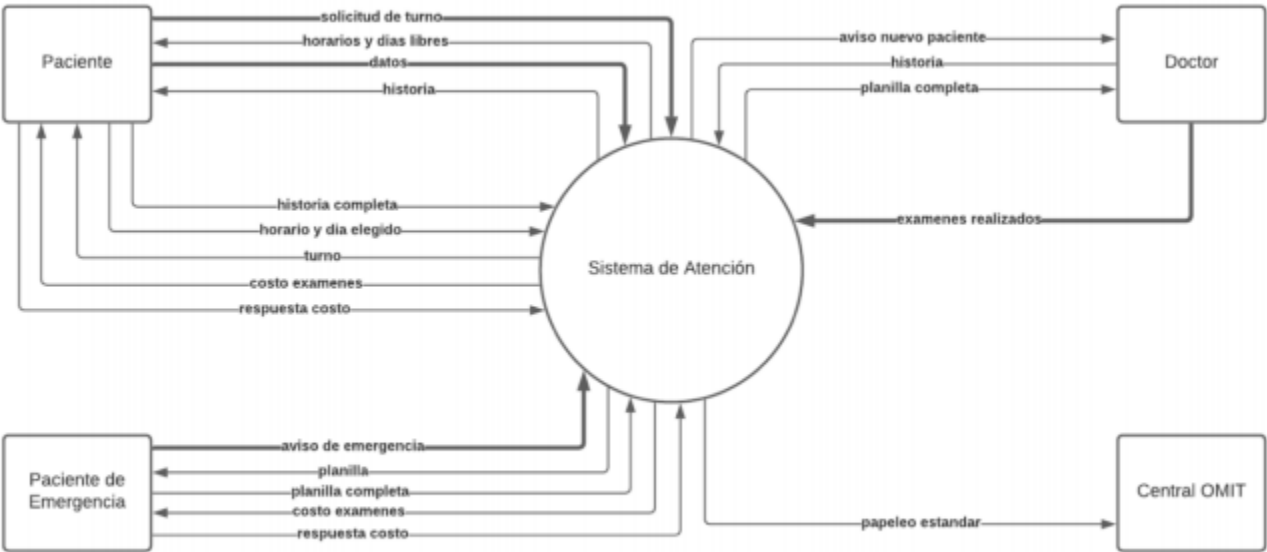 solicitud de turno
horarios y dias libres
datos
historia
Paciente
aviso nuevo paciente
historia
planilla completa
Doctor
historia completa
horario y dia elegido
turno
costo examenes
respuesta costo
examenes realizados
Sistema de Atención
aviso de emergencia
planilla
planilla completa
costo examenes
respuesta costo
Paciente de
Emergencia
papeleo estandar
Central OMIT